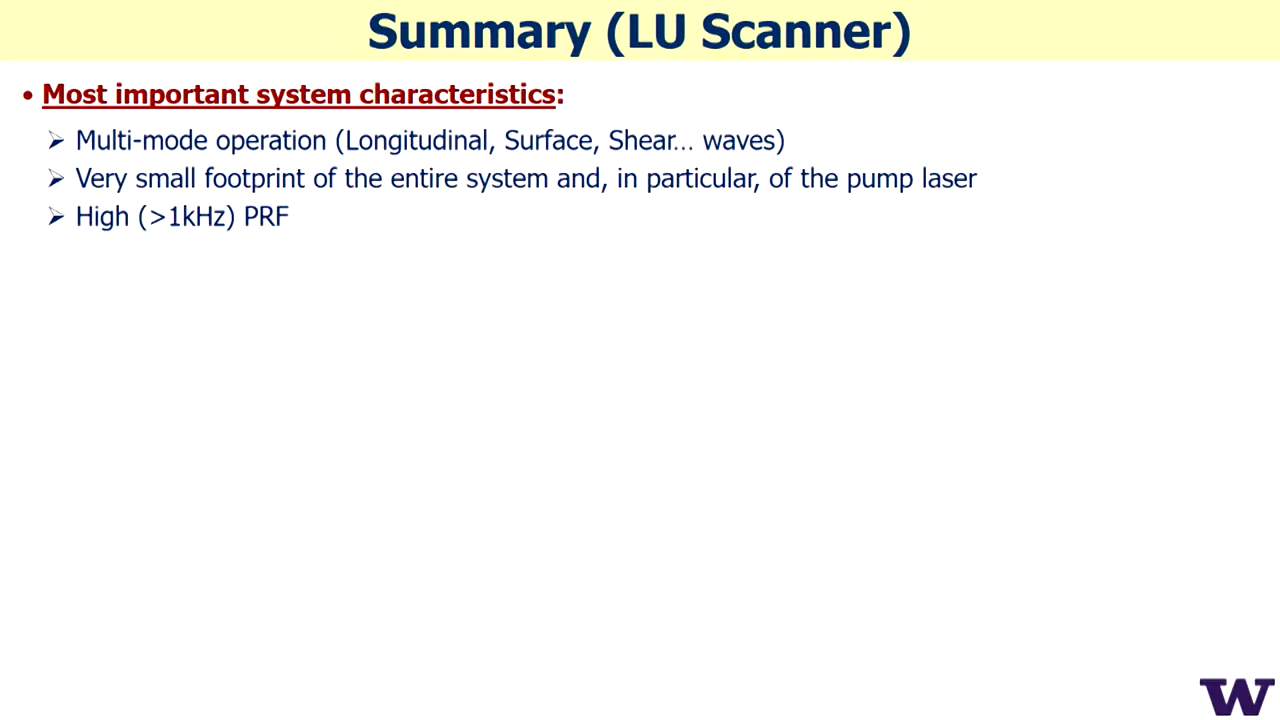 Summary (LU Scanner)
• Most important system characteristics:
➢ Multi-mode operation (Longitudinal, Surface, Shear… waves)
➢ Very small footprint of the entire system and, in particular, of the pump laser
➢ High (>1kHz) PRF
W